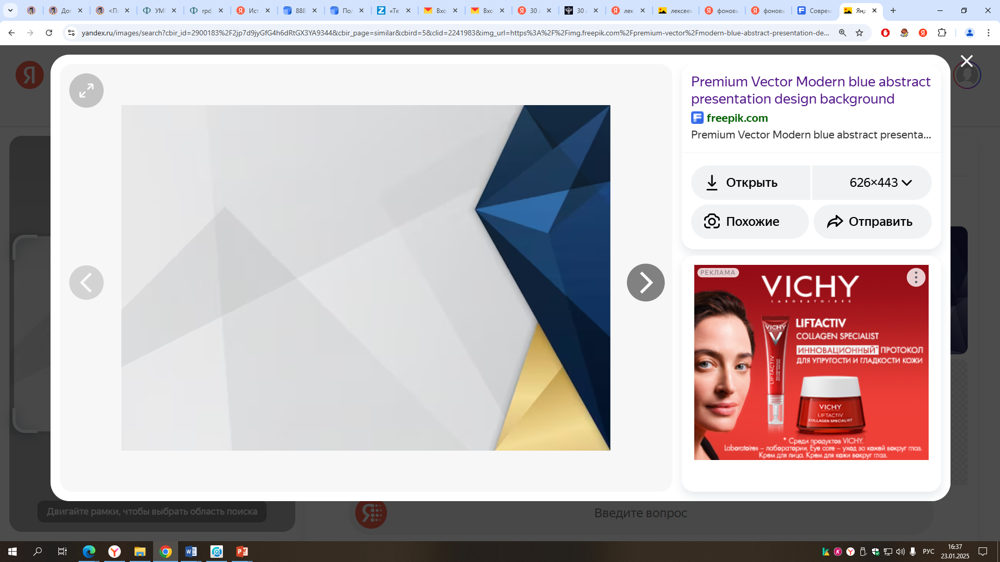 Дог
<П
УМ
rpd
Ист
888
Пол
«Те
Вхо
Вхо
30
30
лек
лексее
фоновы
фоновь
Соврем
Янд
yandex.ru/images/search?cbir_id=2900183%2F2jp7d9jyGfG4h6dRtGX3YA9344&cbir_page=similar&cbird=5&clid=2241983&img_url=https%3A%2F%2Fimg.freepik.com%2Fpremium-vector%2Fmodern-blue-abstract-presentation-de...
Я
Premium Vector Modern blue abstract
presentation design background
freepik.com
Premium Vector Modern blue abstract presenta...
Открыть
626×443
Похожие
Отправить
РЕКЛАМА
VICHY
LABORATOIRES
LIFTACTIV
COLLAGEN SPECIALIST
ИННОВАЦИОННЫЙ* ПРОТОКОЛ
ДЛЯ УПРУГОСТИ И ГЛАДКОСТИ КОЖИ
VICHY
LIFTACTIV
VICHY
LIFTACTIV
COLLAGEN SPECIALIST
* Среди продуктов VICHY.
Laboratoires – лаборатории. Eye care – уход за кожей вокруг глаз.
Крем для лица. Крем для кожи вокруг глаз.
Двигайте рамки, чтобы выбрать область поиска
Введите вопрос
РУС
16:37
23.01.2025